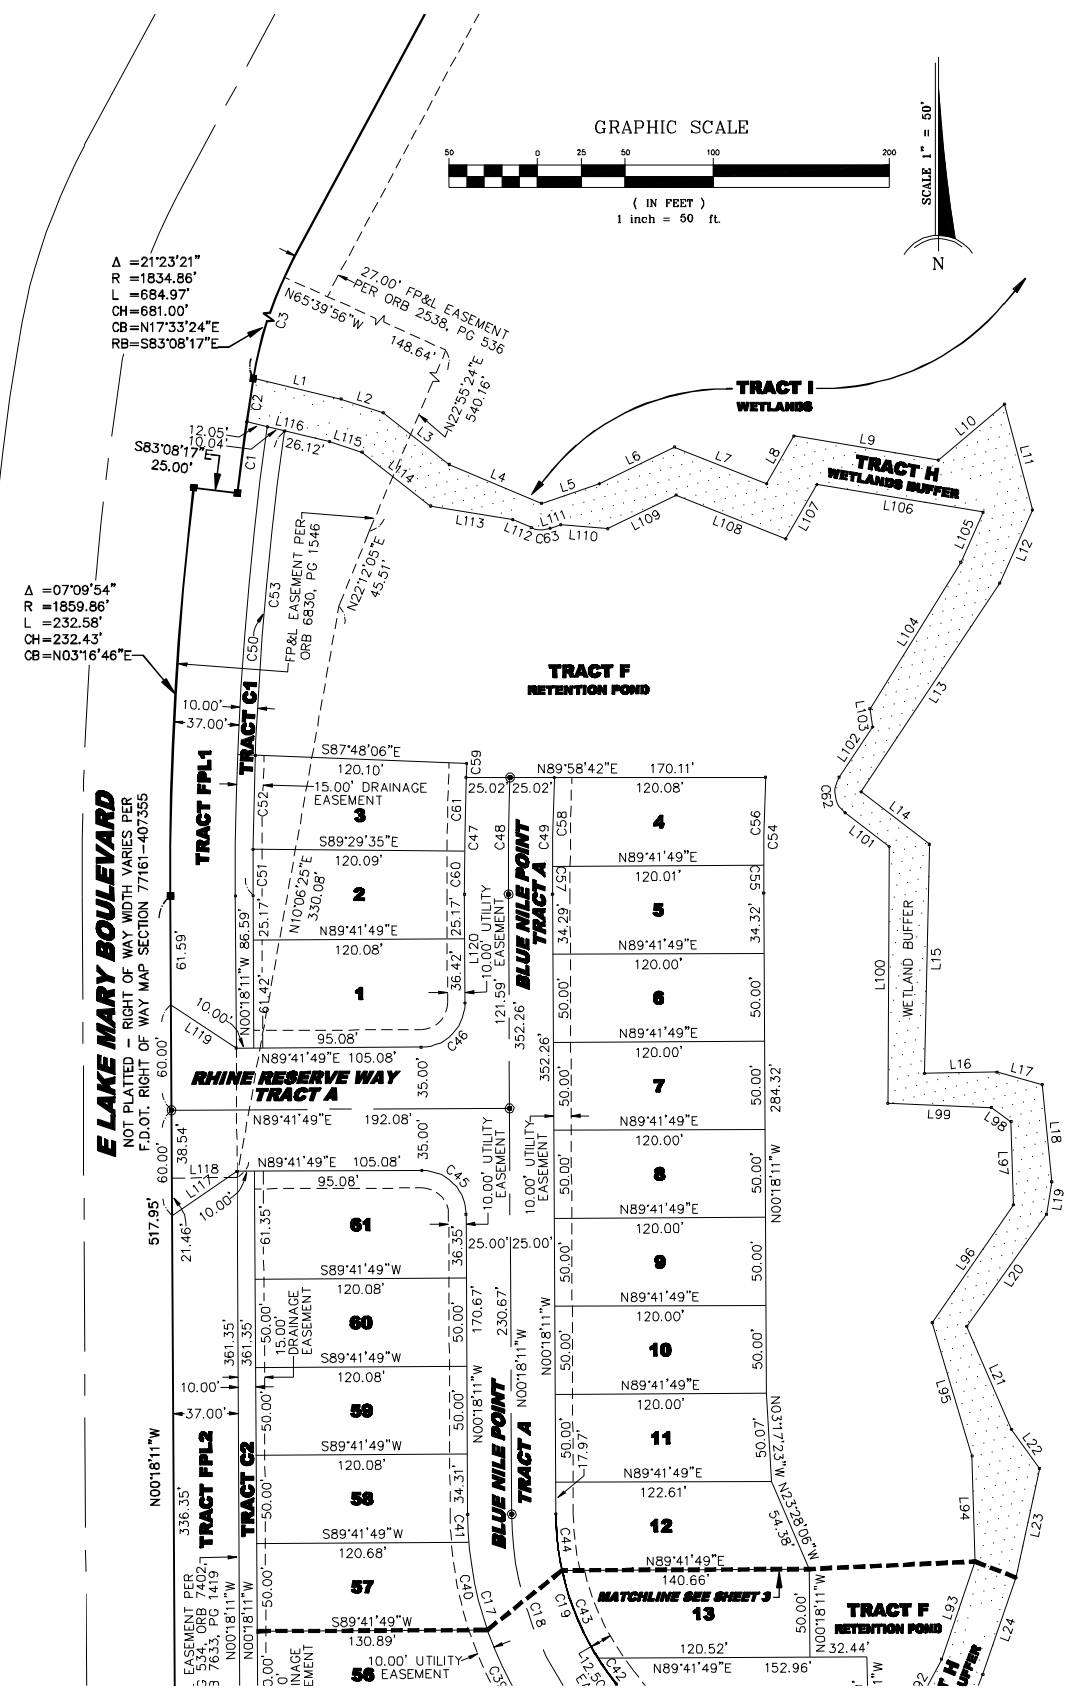 GRAPHIC SCALE
50 0 25 50 100 200
( IN FEET )
1 inch = 50 ft.
SCALE 1" = 50'
N
Δ =21°23'21"
R =1834.86'
L =684.97'
CH=681.00'
CB=N17°33'24"E
RB=S83°08'17"E
C3
27.00' FP&L EASEMENT
PER ORB 2538, PG 536
N65°39'56"W
148.64'
N22°55'24"E
540.16'
TRACT I
WETLANDS
L1
L2
L3
L4
L5
L6
L7
L8
L9
L10
L11
L12
TRACT H
WETLANDS BUFFER
C2
12.05'
10.04'
L116
26.12'
L115
L114
L113
L112
L111
C63
L110
L109
L108
L107
L106
L105
L104
L103
L102
C62
L101
L13
L14
L15
L100
WETLAND BUFFER
S83°08'17"E
25.00'
C1
C53
C50
FP&L EASEMENT PER
ORB 6830, PG 1546
N22°12'05"E
45.51'
Δ =07°09'54"
R =1859.86'
L =232.58'
CH=232.43'
CB=N03°16'46"E
10.00'
37.00'
TRACT C1
TRACT FPL1
TRACT F
RETENTION POND
S87°48'06"E
120.10'
15.00' DRAINAGE
EASEMENT
3
C52
C61
C59
N89°58'42"E 170.11'
25.02' 25.02'
120.08'
C47
C48
C49
C58
4
C56
C54
S89°29'35"E
120.09'
2
C51
C60
N89°41'49"E
120.01'
C57
C55
5
34.29'
34.32'
BLUE NILE POINT
TRACT A
N10°06'25"E
330.08'
25.17'
25.17'
N89°41'49"E
120.08'
1
L120
36.42'
10.00' UTILITY
EASEMENT
121.59'
352.26'
352.26'
N00°18'11"W 86.59'
61.42'
95.08'
N89°41'49"E 105.08'
C46
35.00'
E LAKE MARY BOULEVARD
NOT PLATTED - RIGHT OF WAY WIDTH VARIES PER
F.D.OT. RIGHT OF WAY MAP SECTION 77161-407355
61.59'
10.00'
L119
60.00'
RHINE RESERVE WAY
TRACT A
N89°41'49"E 192.08'
N89°41'49"E
120.00'
6
50.00'
50.00'
N89°41'49"E
120.00'
7
50.00'
50.00'
284.32'
N00°18'11"W
N89°41'49"E
120.00'
8
50.00'
50.00'
10.00' UTILITY
EASEMENT
10.00' UTILITY
EASEMENT
L16
L17
L18
L19
L99
L98
L97
L96
L20
L21
L22
L23
L95
L94
38.54'
60.00'
L118
L117
10.00'
21.46'
517.95'
N89°41'49"E 105.08'
95.08'
35.00'
C45
61
61.35'
36.35'
25.00' 25.00'
S89°41'49"W
120.08'
60
50.00'
50.00'
15.00'
DRAINAGE
EASEMENT
361.35'
361.35'
170.67'
230.67'
N89°41'49"E
120.00'
9
50.00'
50.00'
N89°41'49"E
120.00'
10
50.00'
50.00'
N00°18'11"W
N00°18'11"W
N00°18'11"W
S89°41'49"W
120.08'
59
50.00'
50.00'
10.00'
37.00'
N89°41'49"E
120.00'
11
50.00'
17.97'
50.07'
N03°17'23"W
N00°18'11"W
336.35'
TRACT FPL2
TRACT C2
S89°41'49"W
120.08'
58
50.00'
34.31'
C41
BLUE NILE POINT
TRACT A
N89°41'49"E
122.61'
12
C44
N23°28'06"W
54.38'
S89°41'49"W
120.68'
57
50.00'
C40
C17
C18
C19
C43
N89°41'49"E
140.66'
MATCHLINE SEE SHEET 3
13
50.00'
N00°18'11"W
TRACT F
RETENTION POND
32.44'
120.52'
N89°41'49"E 152.96'
L93
L24
S89°41'49"W
130.89'
10.00' UTILITY
EASEMENT
56
C39
L12.50
C42
N00°18'11"W
N00°18'11"W
EASEMENT PER
534, ORB 7402,
7633, PG 1419